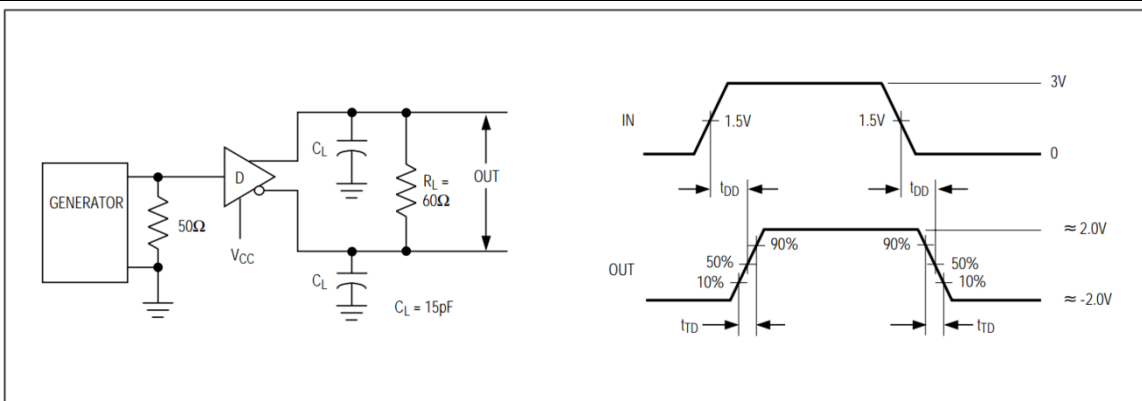 GENERATOR
50Ω
D
VCC
CL
CL
CL = 15pF
RL =
60Ω
OUT
IN
1.5V
1.5V
3V
0
tDD
tDD
OUT
90%
50%
10%
90%
50%
10%
≈ 2.0V
≈ -2.0V
tTD
tTD